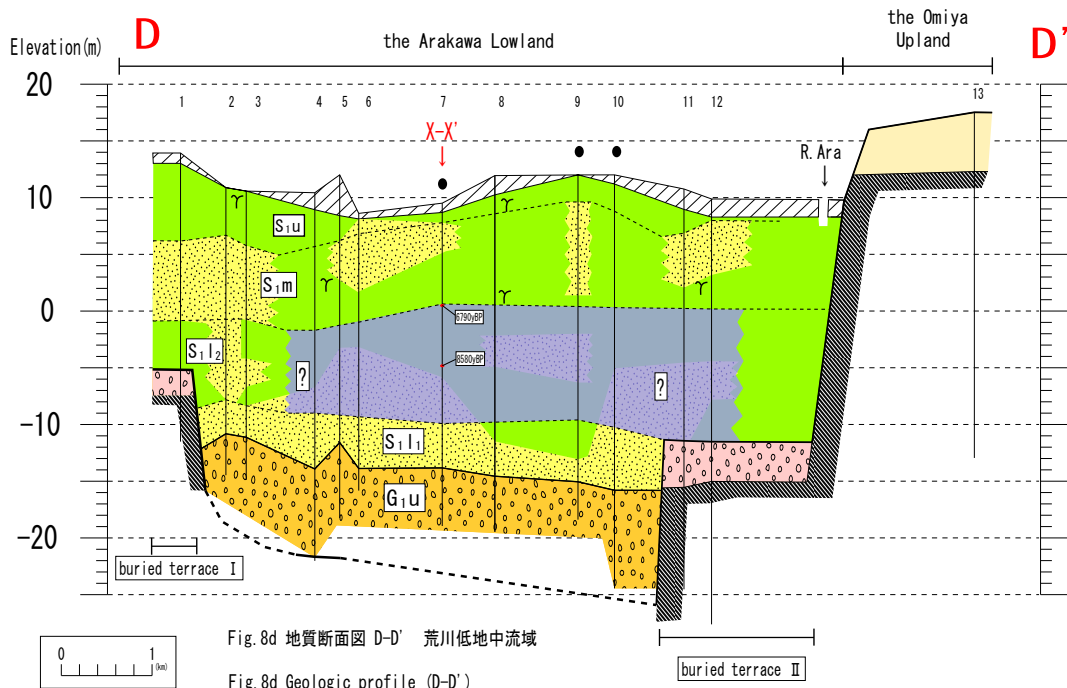 D
D'
the Omiya
Upland
the Arakawa Lowland
Elevation(m)
20
10
0
-10
-20
1 2 3 4 5 6 7 8 9 10 11 12 13
X-X'
R.Ara
S1u
S1m
S1l2
S1l1
G1u
?
?
6790yBP
8580yBP
buried terrace Ⅰ
buried terrace Ⅱ
0 1
(km)
Fig.8d 地質断面図 D-D' 荒川低地中流域
Fig.8d Geologic profile (D-D')